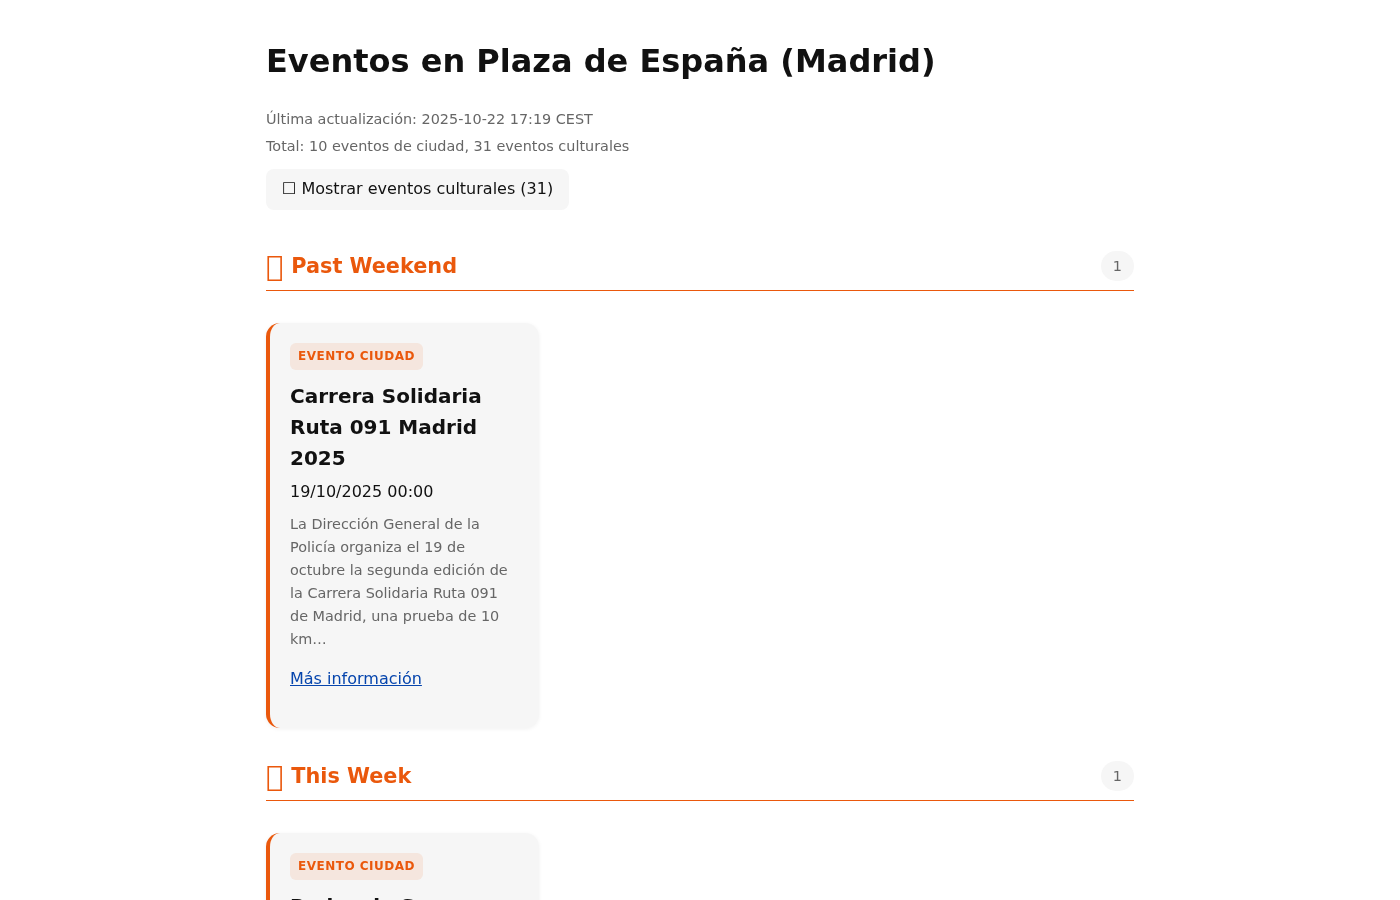 Eventos en Plaza de España (Madrid)
Última actualización: 2025-10-22 17:19 CEST
Total: 10 eventos de ciudad, 31 eventos culturales
☐ Mostrar eventos culturales (31)
Past Weekend 1
EVENTO CIUDAD
Carrera Solidaria
Ruta 091 Madrid
2025
19/10/2025 00:00
La Dirección General de la
Policía organiza el 19 de
octubre la segunda edición de
la Carrera Solidaria Ruta 091
de Madrid, una prueba de 10
km...
Más información
This Week 1
EVENTO CIUDAD